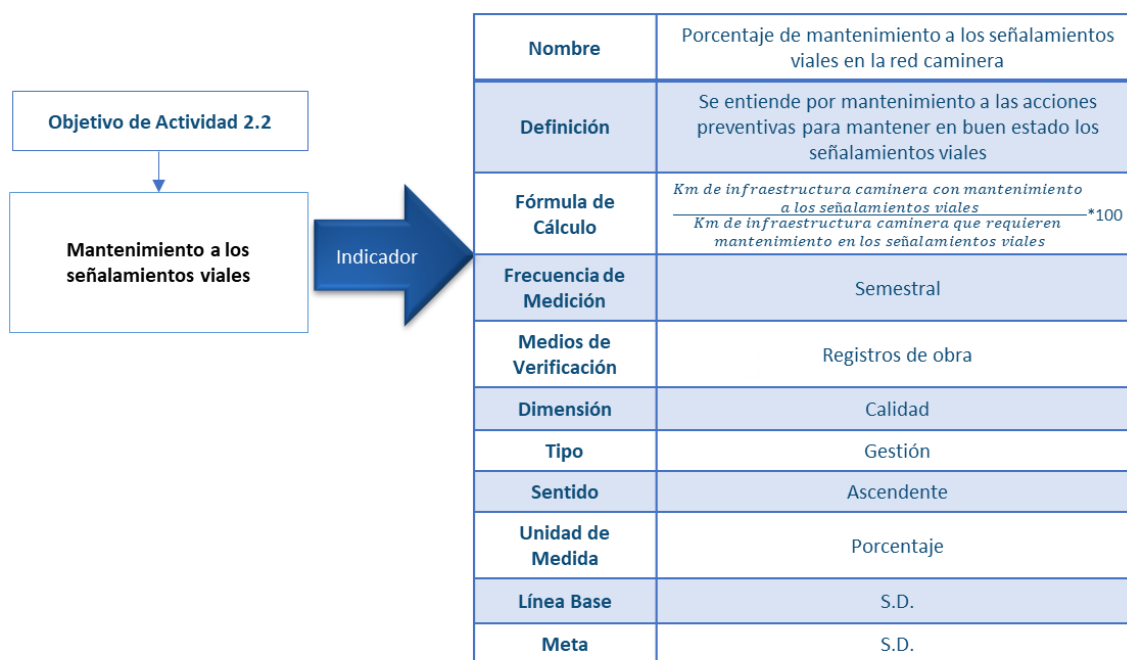 Objetivo de Actividad 2.2
Mantenimiento a los
señalamientos viales
Indicador
Nombre
Porcentaje de mantenimiento a los señalamientos
viales en la red caminera
Definición
Se entiende por mantenimiento a las acciones
preventivas para mantener en buen estado los
señalamientos viales
Fórmula de
Cálculo
Km de infraestructura caminera con mantenimiento
a los señalamientos viales
Km de infraestructura caminera que requieren
mantenimiento en los señalamientos viales
*100
Frecuencia de
Medición
Semestral
Medios de
Verificación
Registros de obra
Dimensión
Calidad
Tipo
Gestión
Sentido
Ascendente
Unidad de
Medida
Porcentaje
Línea Base
S.D.
Meta
S.D.